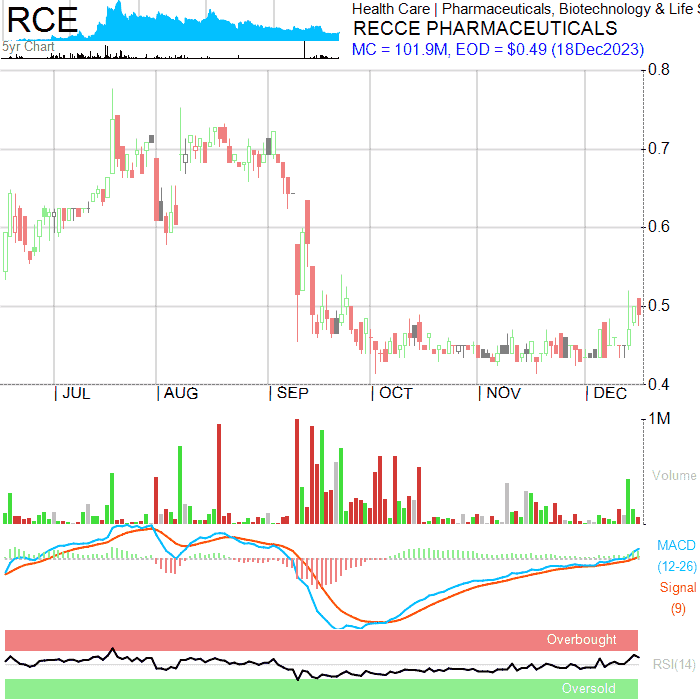 RCE
5yr Chart
Health Care | Pharmaceuticals, Biotechnology & Life S
RECCE PHARMACEUTICALS
MC = 101.9M, EOD = $0.49 (18Dec2023)
0.8
0.7
0.6
0.5
0.4
| JUL | AUG | SEP | OCT | NOV | DEC
1M
Volume
MACD
(12-26)
Signal
(9)
Overbought
RSI(14)
Oversold